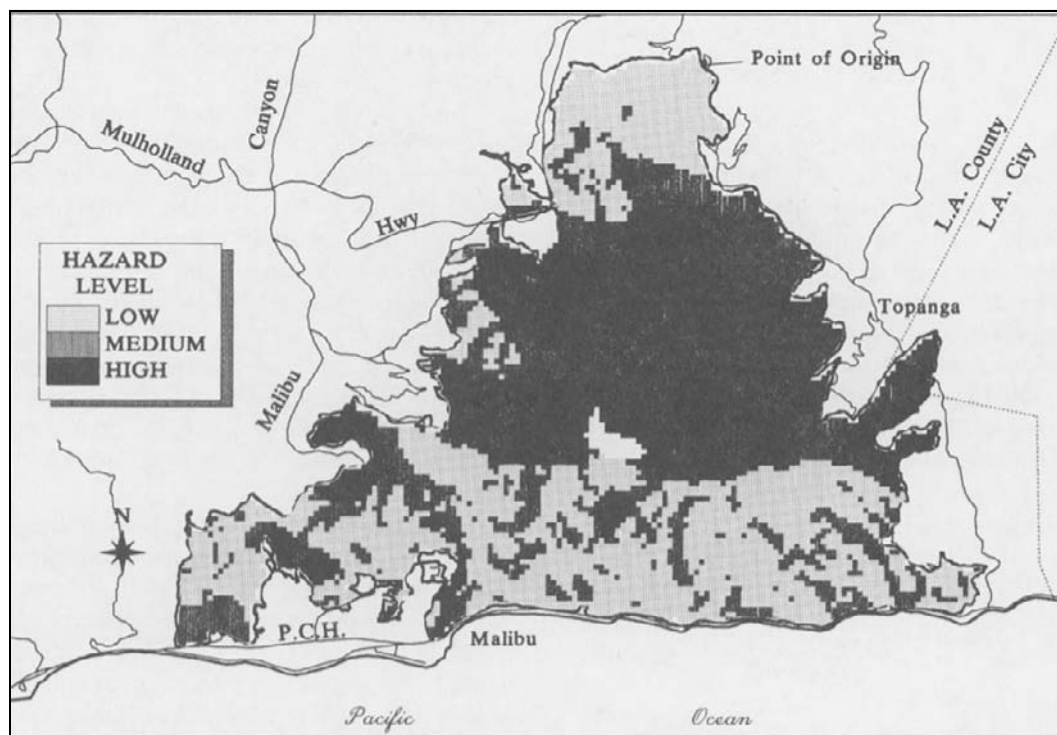 Point of Origin
Canyon
Mulholland
L.A. County
L.A. City
Hwy
HAZARD
LEVEL
LOW
MEDIUM
HIGH
Topanga
Malibu
N
P.C.H.
Malibu
Pacific Ocean